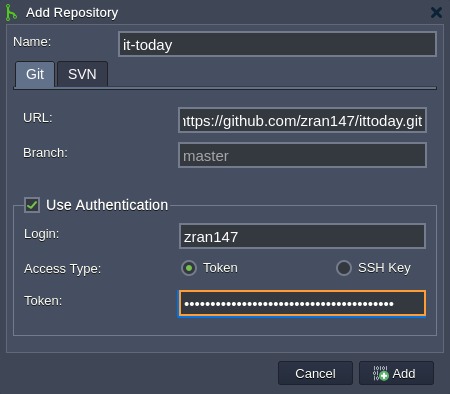 Add Repository
Name: it-today
Git SVN
URL: https://github.com/zran147/ittoday.git
Branch: master
Use Authentication
Login: zran147
Access Type: Token SSH Key
Token: ••••••••••••••••••••••••••••••••••••••••
Cancel Add